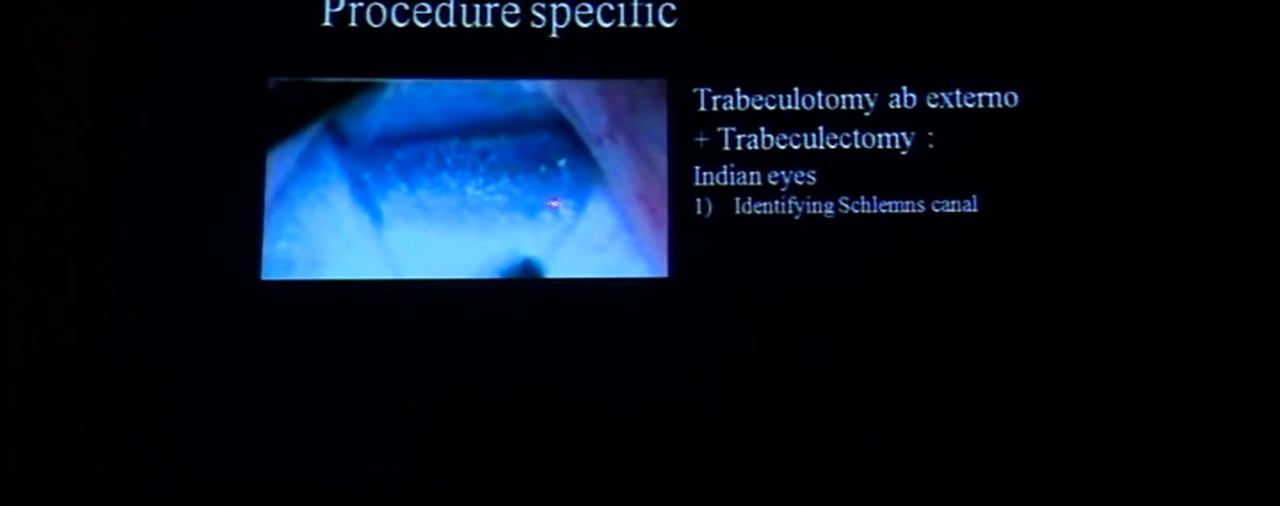 Procedure specific
Trabeculotomy ab externo
+ Trabeculectomy :
Indian eyes
1) Identifying Schlemns canal